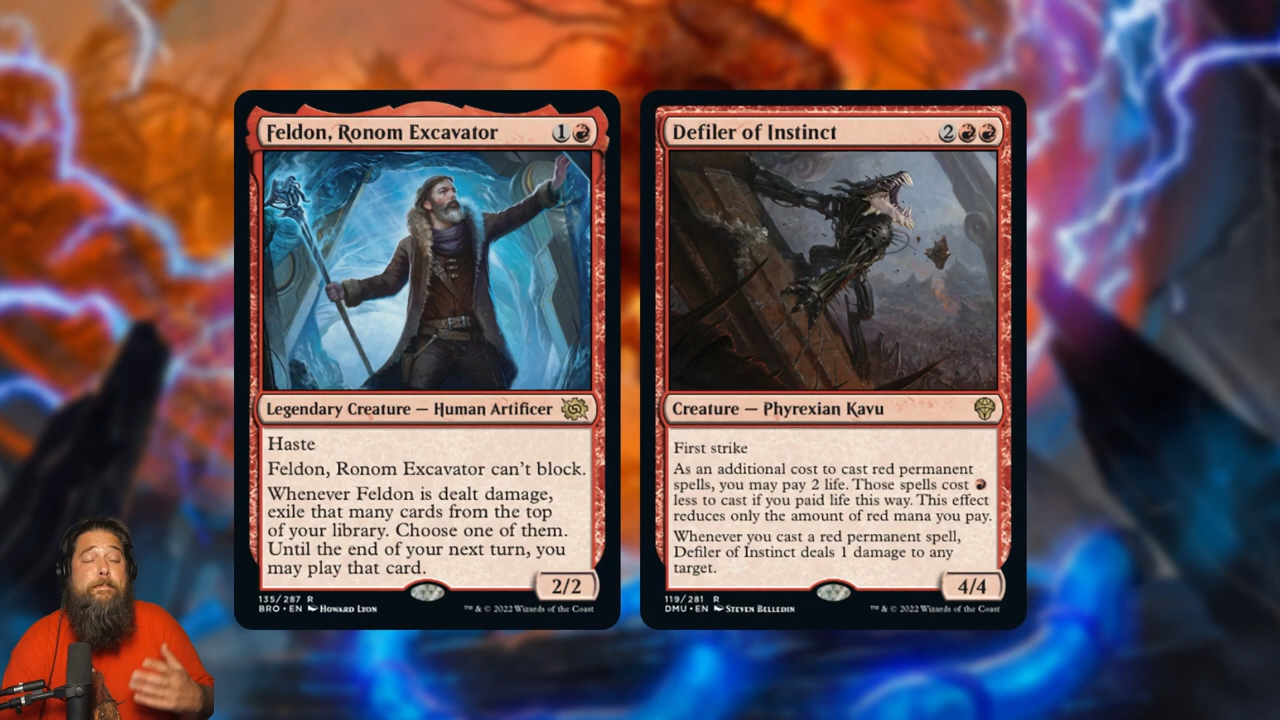 Feldon, Ronom Excavator 1
Legendary Creature — Human Artificer
Haste
Feldon, Ronom Excavator can't block.
Whenever Feldon is dealt damage,
exile that many cards from the top
of your library. Choose one of them.
Until the end of your next turn, you
may play that card.
2/2
135/287 R
BRO • EN Howard Lyon
™ & © 2022 Wizards of the Coast
Defiler of Instinct 2
Creature — Phyrexian Kavu
First strike
As an additional cost to cast red permanent
spells, you may pay 2 life. Those spells cost
less to cast if you paid life this way. This effect
reduces only the amount of red mana you pay.
Whenever you cast a red permanent spell,
Defiler of Instinct deals 1 damage to any
target.
4/4
119/281 R
DMU • EN Steven Belledin
™ & © 2022 Wizards of the Coast